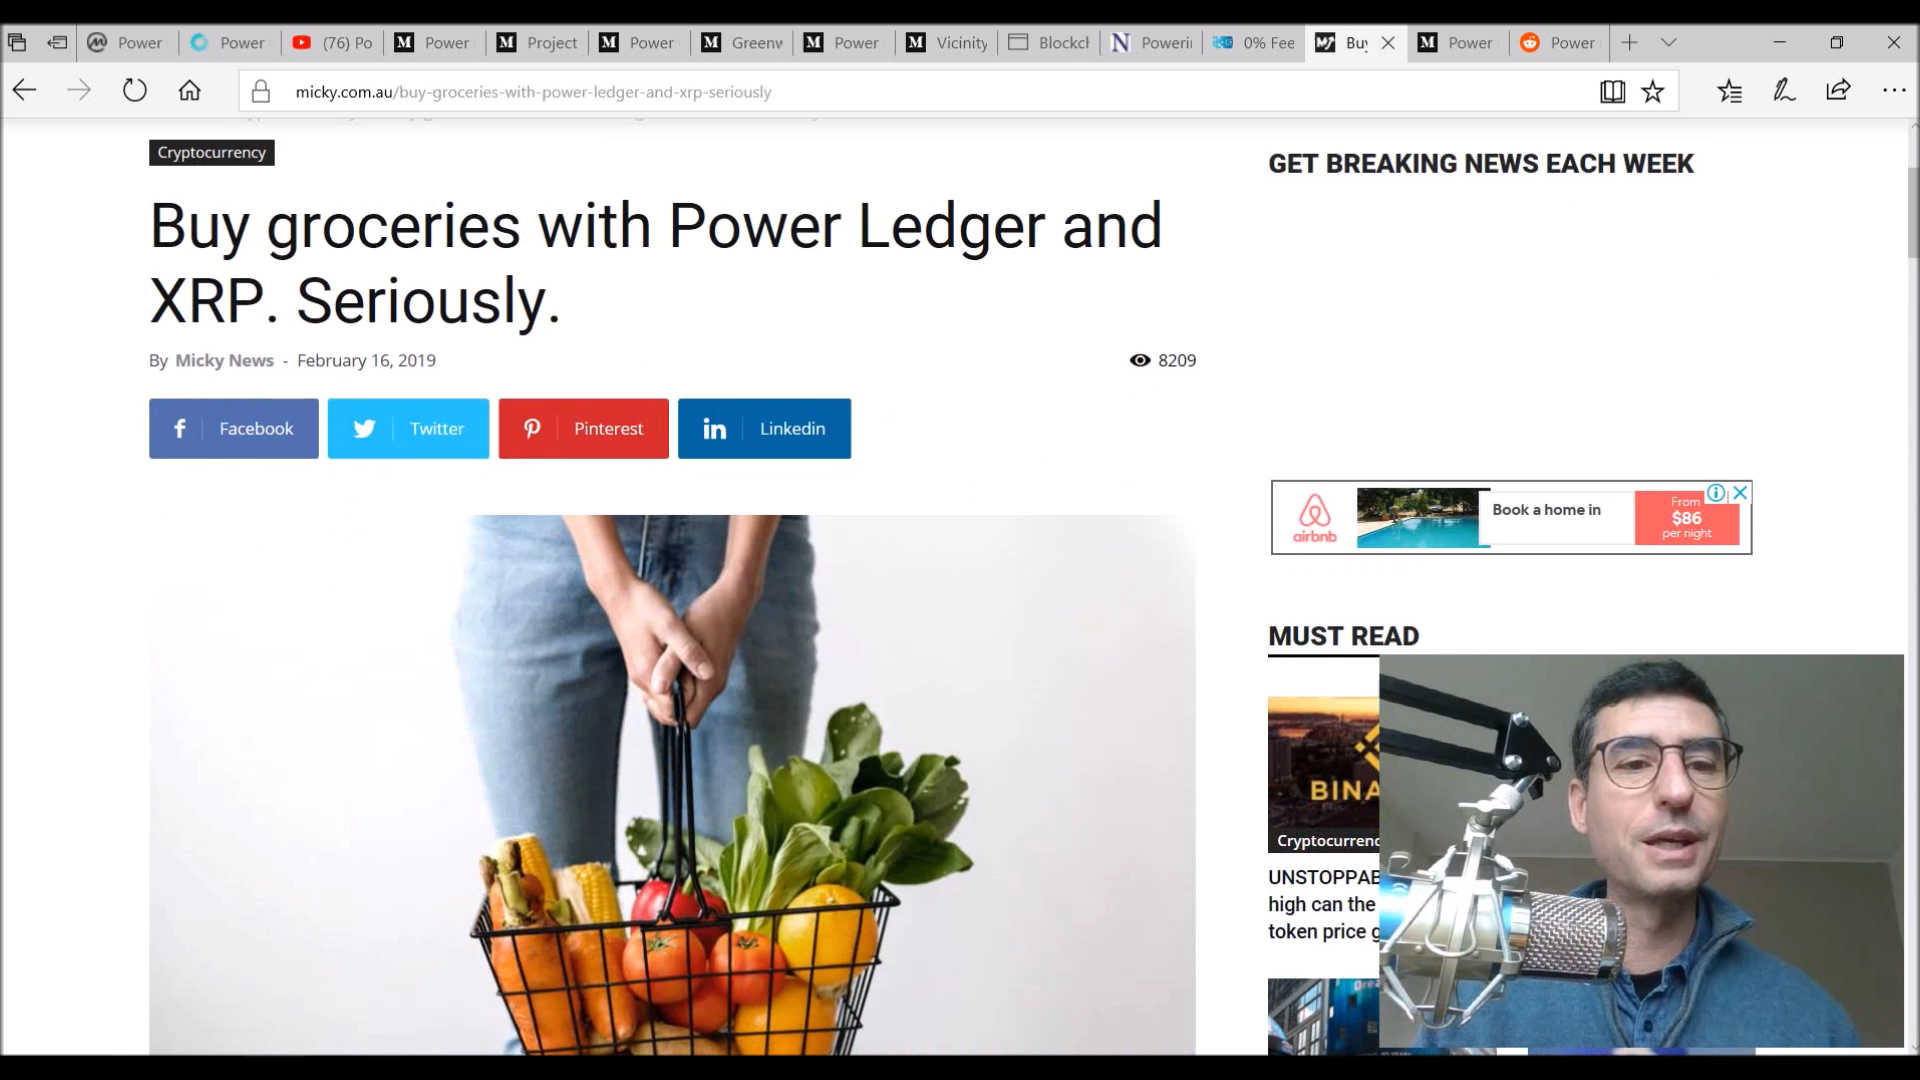 Power
Power
(76) Po
Power
Project
Power
Greenw
Power
Vicinity
Blockch
Powerin
0% Fee
Buy
Power
Power
micky.com.au/buy-groceries-with-power-ledger-and-xrp-seriously
Cryptocurrency
Buy groceries with Power Ledger and
XRP. Seriously.
By Micky News - February 16, 2019
8209
Facebook
Twitter
Pinterest
Linkedin
GET BREAKING NEWS EACH WEEK
airbnb
Book a home in
From
$86
per night
MUST READ
BINA
Cryptocurrenc
UNSTOPPAB
high can the
token price g